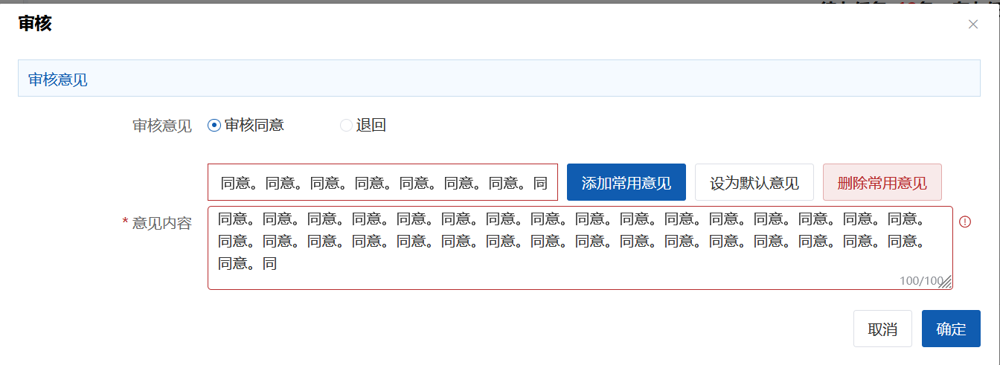 审核
审核意见
审核意见 审核同意 退回
同意。同意。同意。同意。同意。同意。同意。同 添加常用意见 设为默认意见 删除常用意见
* 意见内容 同意。同意。同意。同意。同意。同意。同意。同意。同意。同意。同意。同意。同意。同意。同意。同意。
同意。同意。同意。同意。同意。同意。同意。同意。同意。同意。同意。同意。同意。同意。同意。同意。
同意。同
100/100
取消 确定